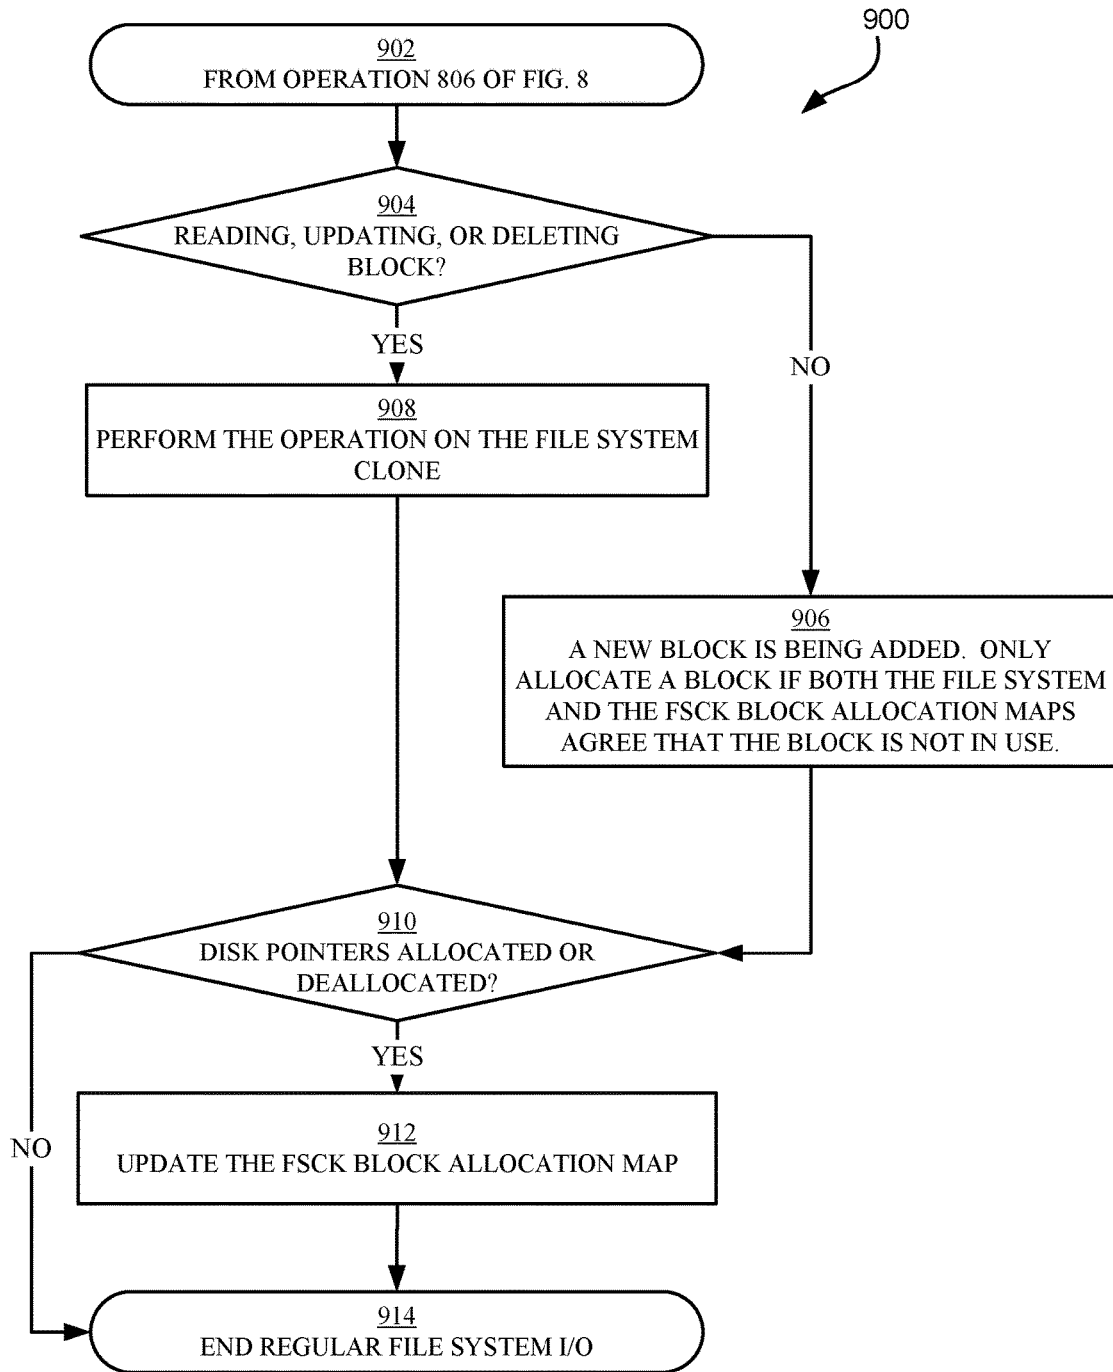 900
902
FROM OPERATION 806 OF FIG. 8
904
READING, UPDATING, OR DELETING
BLOCK?
YES
NO
908
PERFORM THE OPERATION ON THE FILE SYSTEM
CLONE
906
A NEW BLOCK IS BEING ADDED. ONLY
ALLOCATE A BLOCK IF BOTH THE FILE SYSTEM
AND THE FSCK BLOCK ALLOCATION MAPS
AGREE THAT THE BLOCK IS NOT IN USE.
910
DISK POINTERS ALLOCATED OR
DEALLOCATED?
YES
NO
912
UPDATE THE FSCK BLOCK ALLOCATION MAP
914
END REGULAR FILE SYSTEM I/O